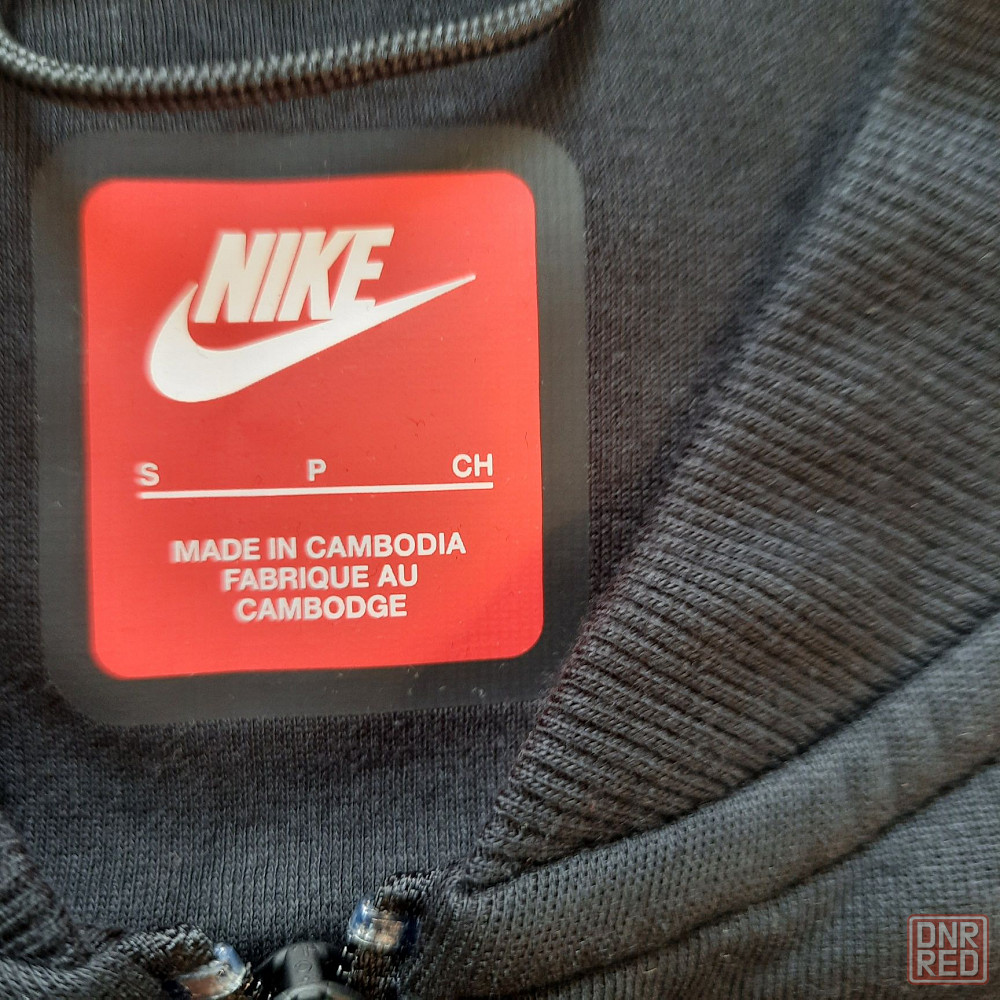 NIKE
S P CH
MADE IN CAMBODIA
FABRIQUE AU
CAMBODGE
DNR
RED